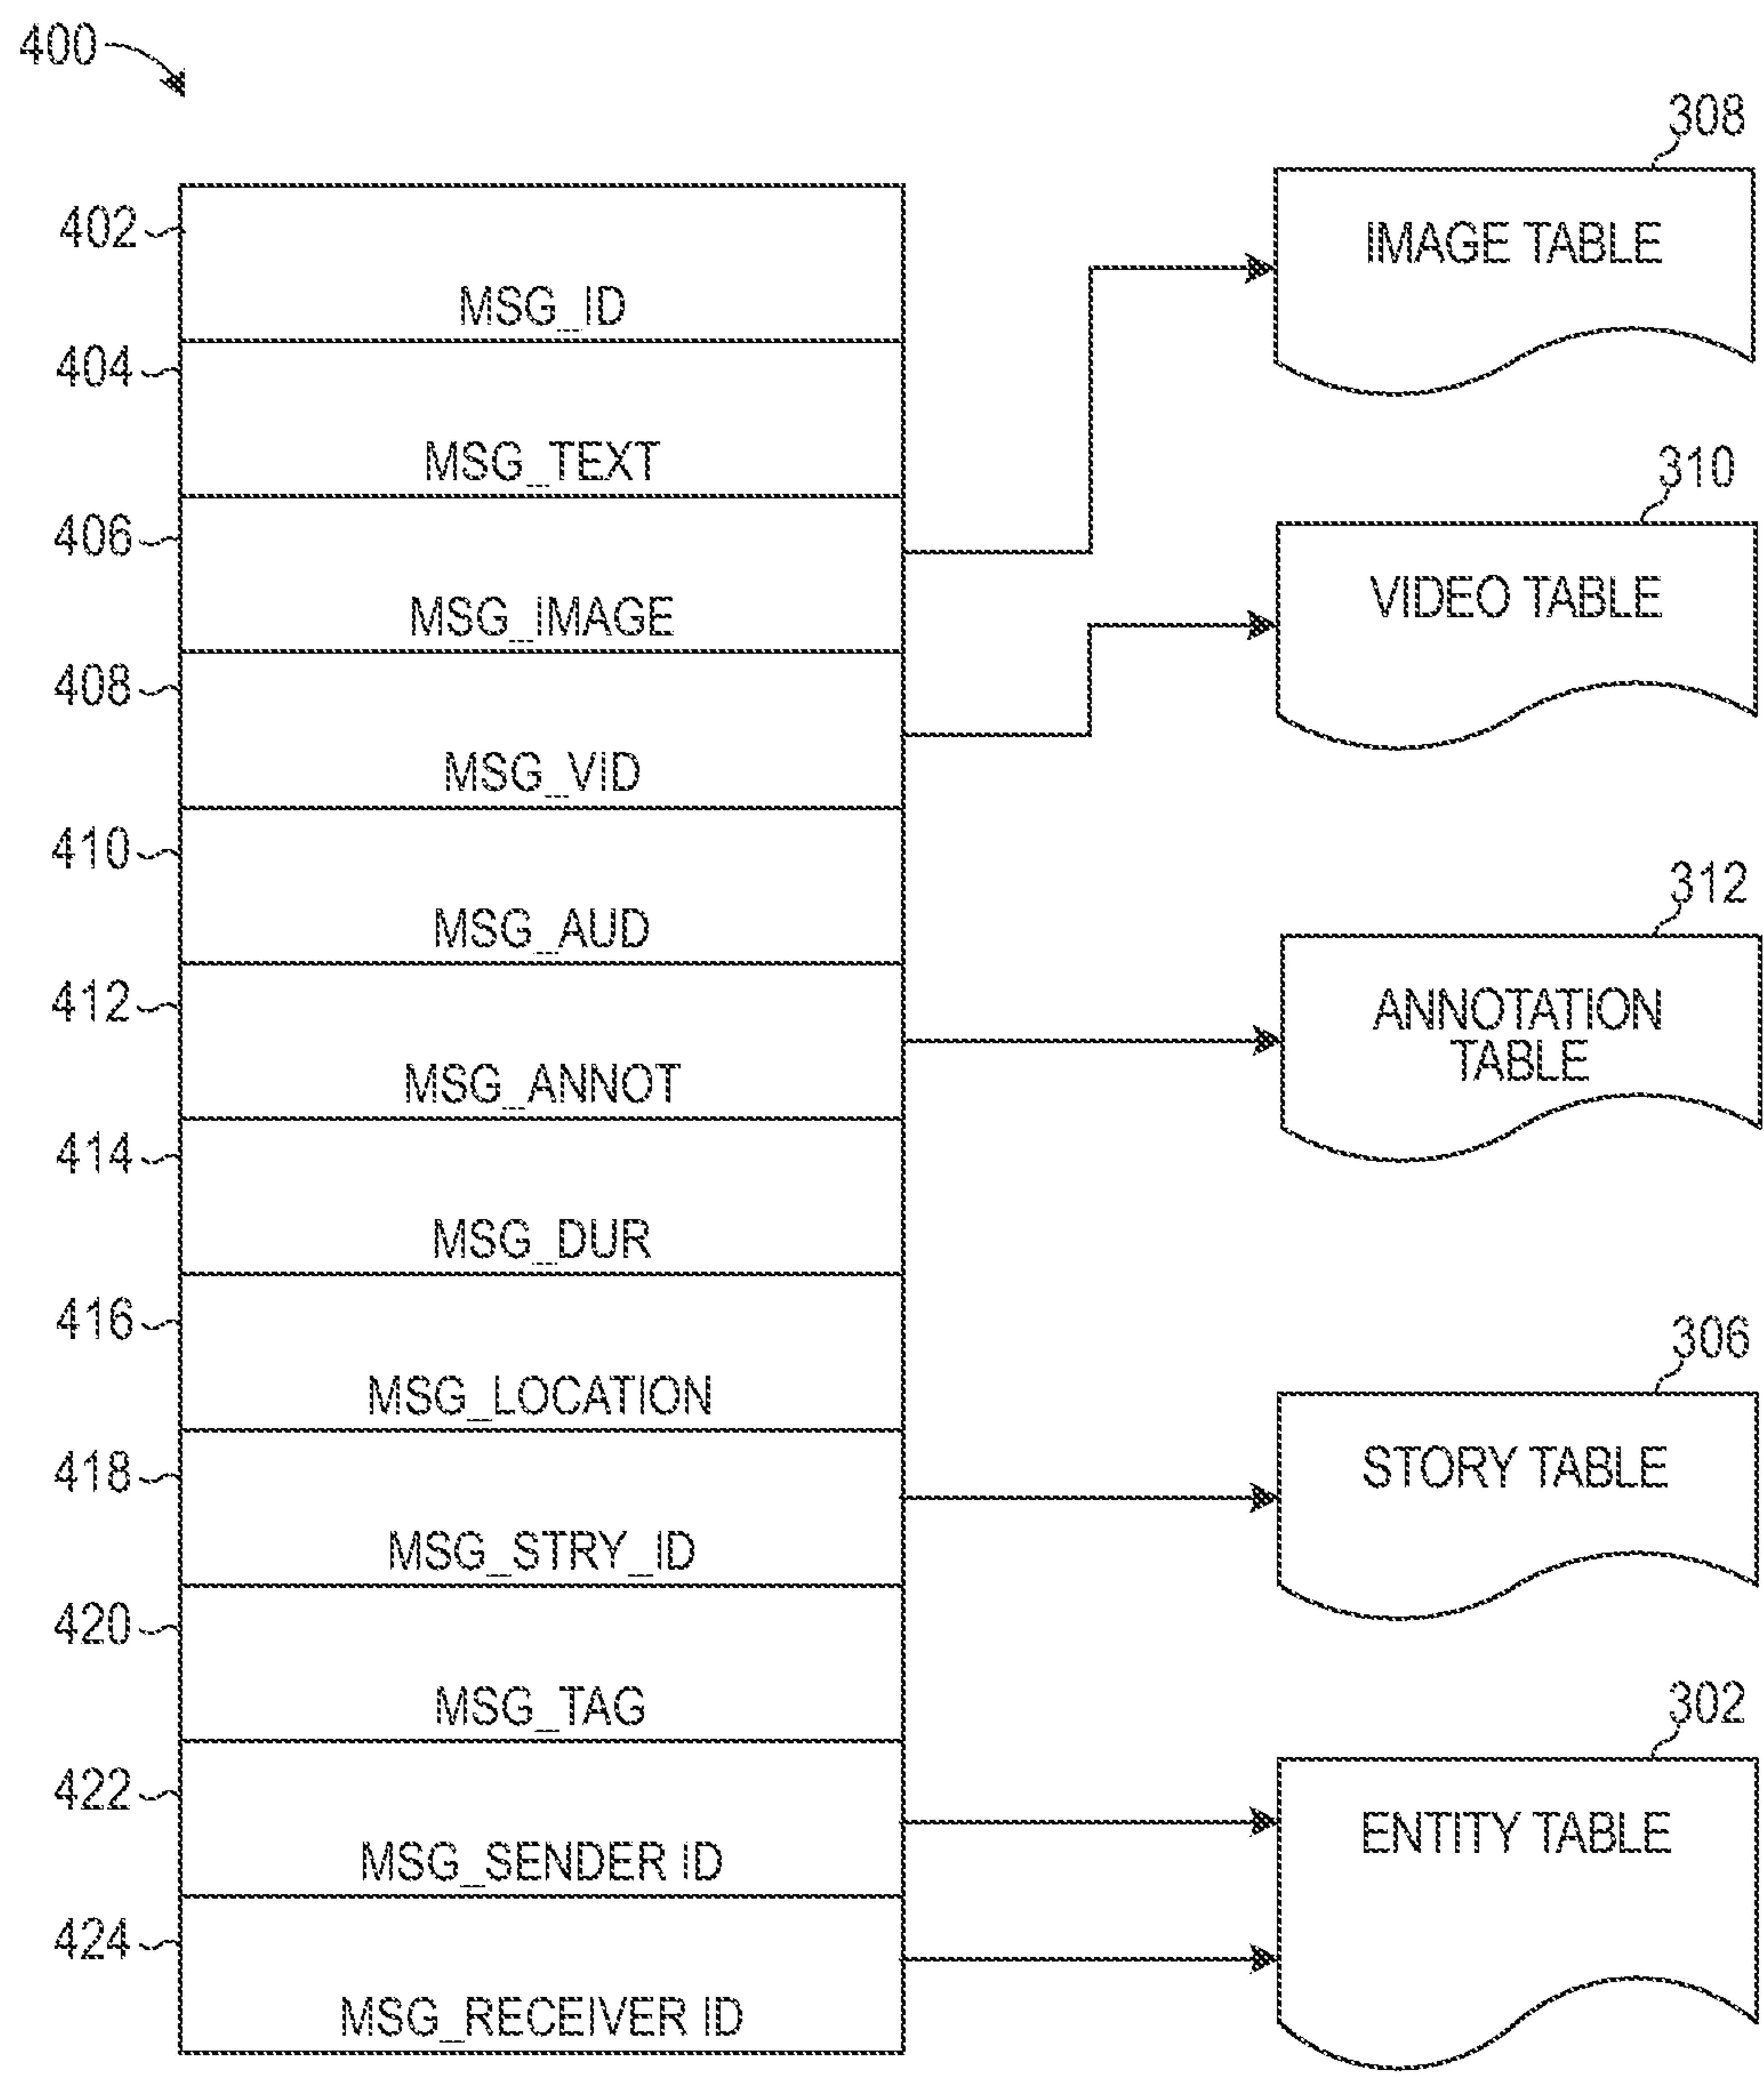 400
308
402
IMAGE TABLE
MSG_ID
404
MSG_TEXT
310
406
VIDEO TABLE
MSG_IMAGE
408
MSG_VID
410
312
MSG_AUD
412
ANNOTATION
TABLE
MSG_ANNOT
414
MSG_DUR
416
306
MSG_LOCATION
418
STORY TABLE
MSG_STRY_ID
420
MSG_TAG
302
422
ENTITY TABLE
MSG_SENDER ID
424
MSG_RECEIVER ID